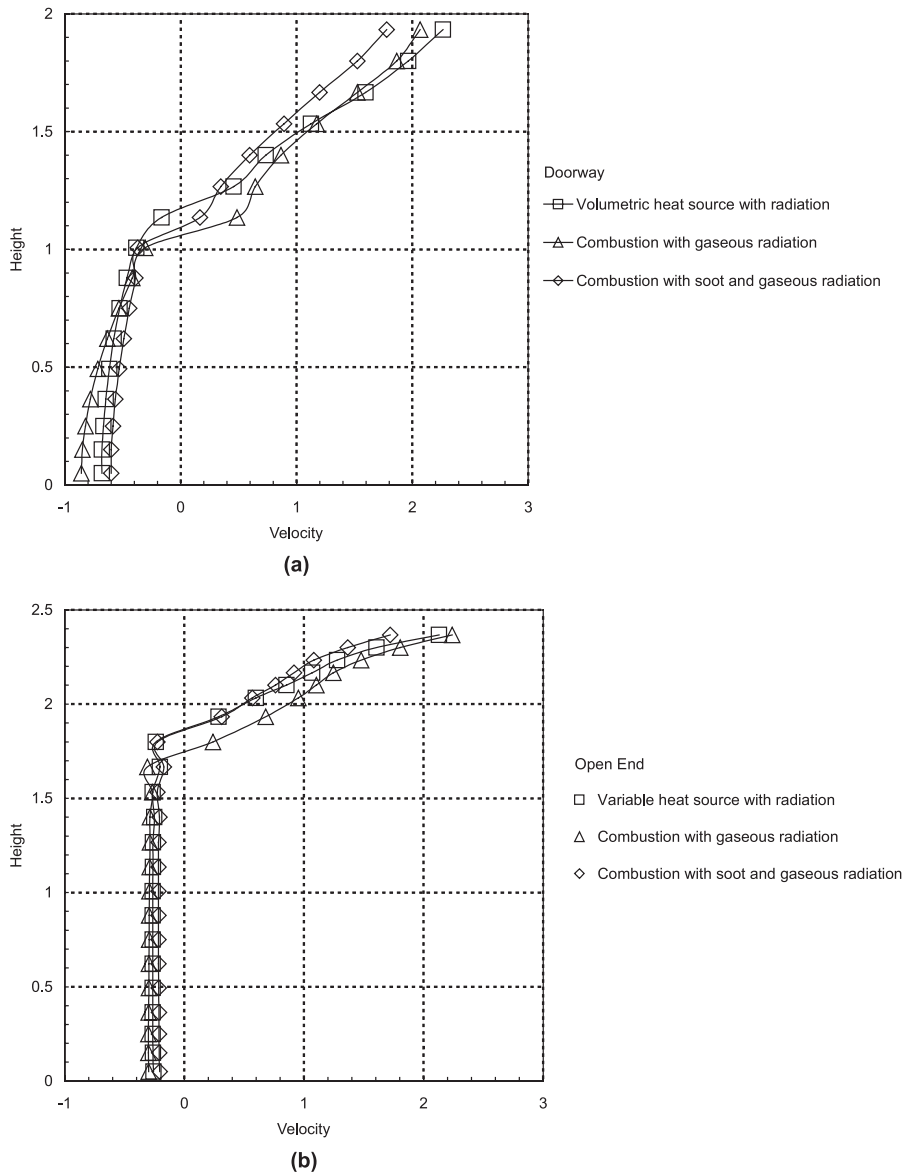 2
1.5
1
0.5
0
Height
-1
0
1
2
3
Velocity
(a)
Doorway
Volumetric heat source with radiation
Combustion with gaseous radiation
Combustion with soot and gaseous radiation
2.5
2
1.5
1
0.5
0
Height
-1
0
1
2
3
Velocity
(b)
Open End
Variable heat source with radiation
Combustion with gaseous radiation
Combustion with soot and gaseous radiation